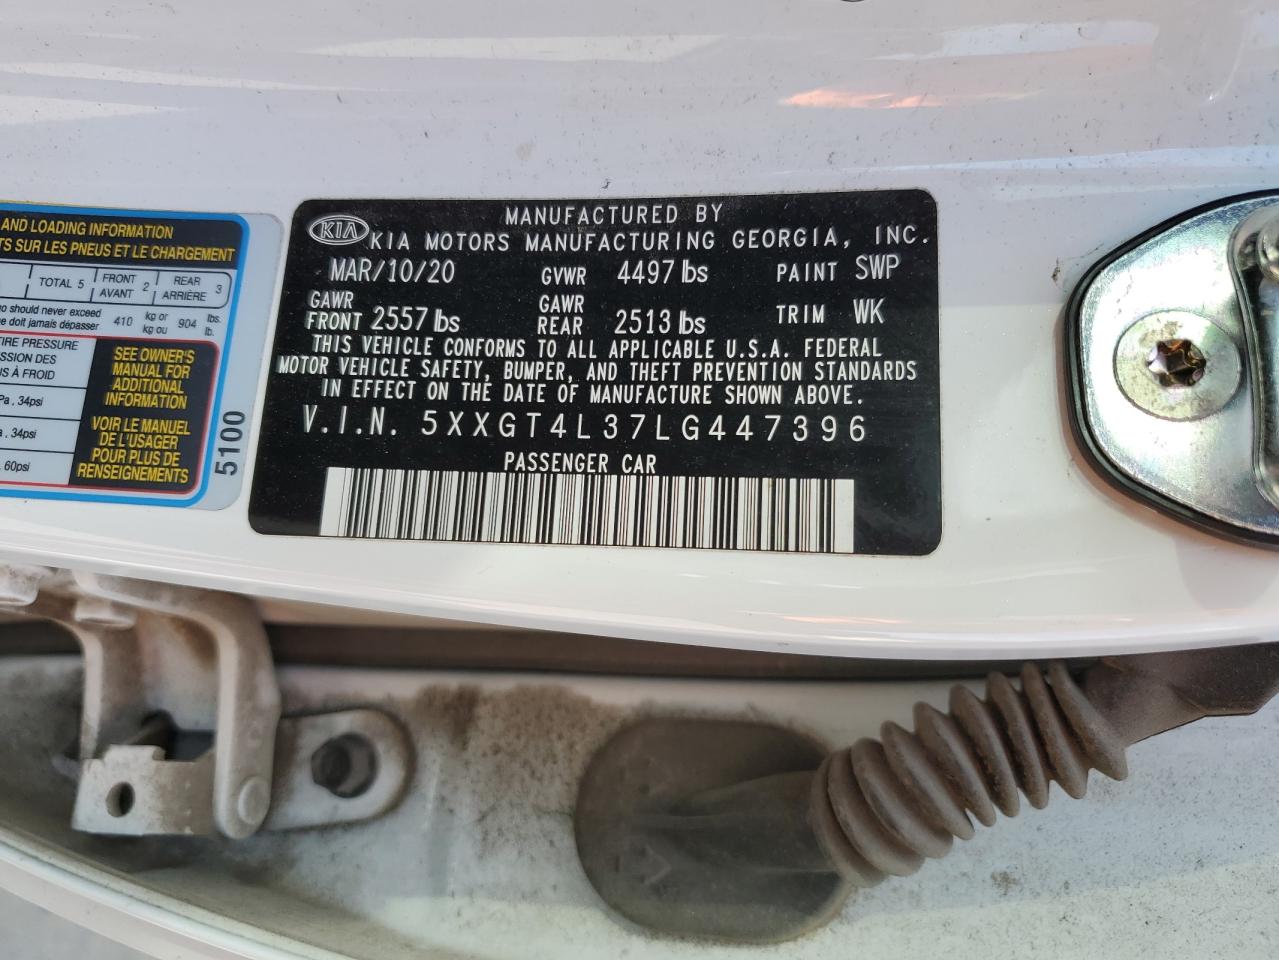 AND LOADING INFORMATION
TS SUR LES PNEUS ET LE CHARGEMENT
TOTAL 5 FRONT AVANT 2 REAR ARRIÈRE 3
should never exceed
doit jamais dépasser
410 kg or kg ou 904 lbs. lb.
TIRE PRESSURE
SSION DES
À FROID
34psi
34psi
60psi
SEE OWNER'S
MANUAL FOR
ADDITIONAL
INFORMATION
VOIR LE MANUEL
DE L'USAGER
POUR PLUS DE
RENSEIGNEMENTS
5100
MANUFACTURED BY
KIA KIA MOTORS MANUFACTURING GEORGIA, INC.
MAR/10/20 GVWR 4497 lbs PAINT SWP
GAWR FRONT 2557 lbs GAWR REAR 2513 lbs TRIM WK
THIS VEHICLE CONFORMS TO ALL APPLICABLE U.S.A. FEDERAL
MOTOR VEHICLE SAFETY, BUMPER, AND THEFT PREVENTION STANDARDS
IN EFFECT ON THE DATE OF MANUFACTURE SHOWN ABOVE.
V.I.N. 5XXGT4L37LG447396
PASSENGER CAR